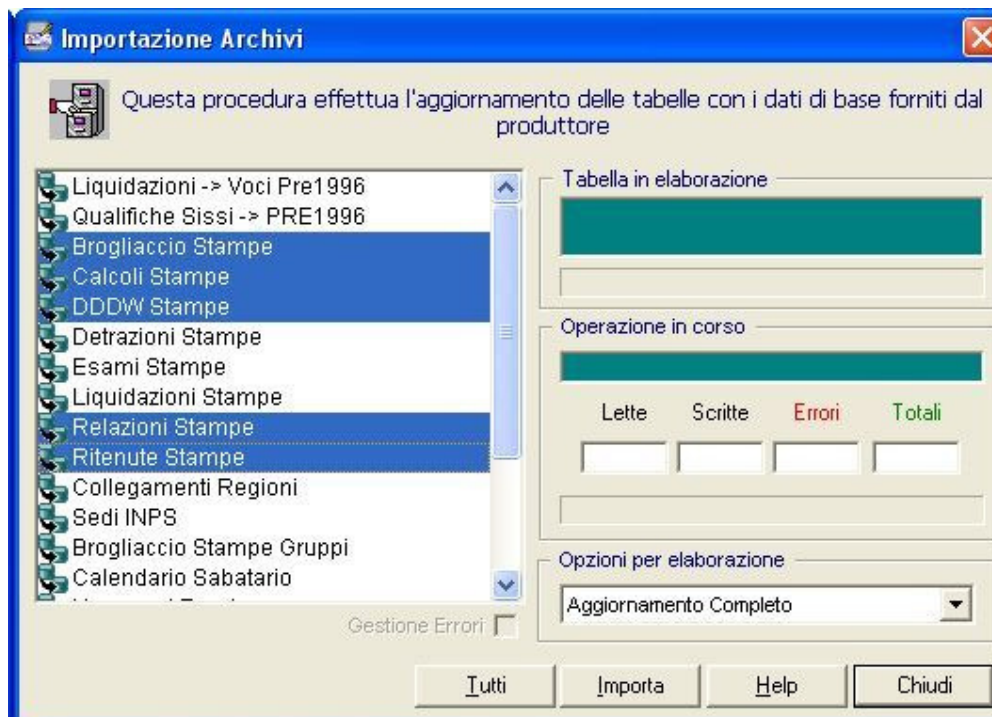 Importazione Archivi
Questa procedura effettua l'aggiornamento delle tabelle con i dati di base forniti dal
produttore
Liquidazioni -> Voci Pre1996
Qualifiche Sissi -> PRE1996
Brogliaccio Stampe
Calcoli Stampe
DDDW Stampe
Detrazioni Stampe
Esami Stampe
Liquidazioni Stampe
Relazioni Stampe
Ritenute Stampe
Collegamenti Regioni
Sedi INPS
Brogliaccio Stampe Gruppi
Calendario Sabatario
Gestione Errori
Tabella in elaborazione
Operazione in corso
Lette Scritte Errori Totali
Opzioni per elaborazione
Aggiornamento Completo
Tutti Importa Help Chiudi